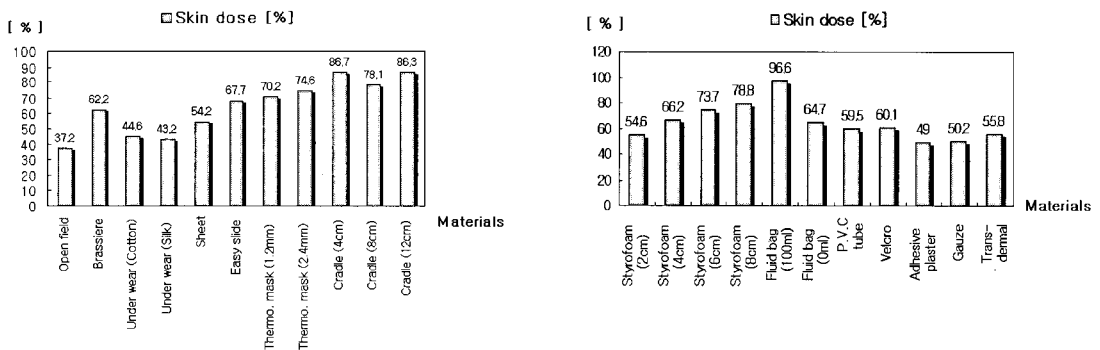 Skin dose [%]
[ % ]
100
90
80
70
60
50
40
30
20
10
0
37,2
62,2
44,6
43,2
54,2
67,7
70,2
74,6
86,7
78,1
86,3
Materials
Open field
Brassiere
Under wear (Cotton)
Under wear (Silk)
Sheet
Easy slide
Thermo. mask (1.2mm)
Thermo. mask (2.4mm)
Cradle (4cm)
Cradle (8cm)
Cradle (12cm)
Skin dose [%]
[ % ]
120
100
80
60
40
20
0
54.6
66.2
73.7
78.8
96.6
64.7
59.5
60.1
49
50.2
55.8
Materials
Styrofoam
(2cm)
Styrofoam
(4cm)
Styrofoam
(6cm)
Styrofoam
(8cm)
Fluid bag
(100ml)
Fluid bag
(0ml)
P.V.C
tube
Velcro
Adhesive
plaster
Gauze
Trans-
dermal